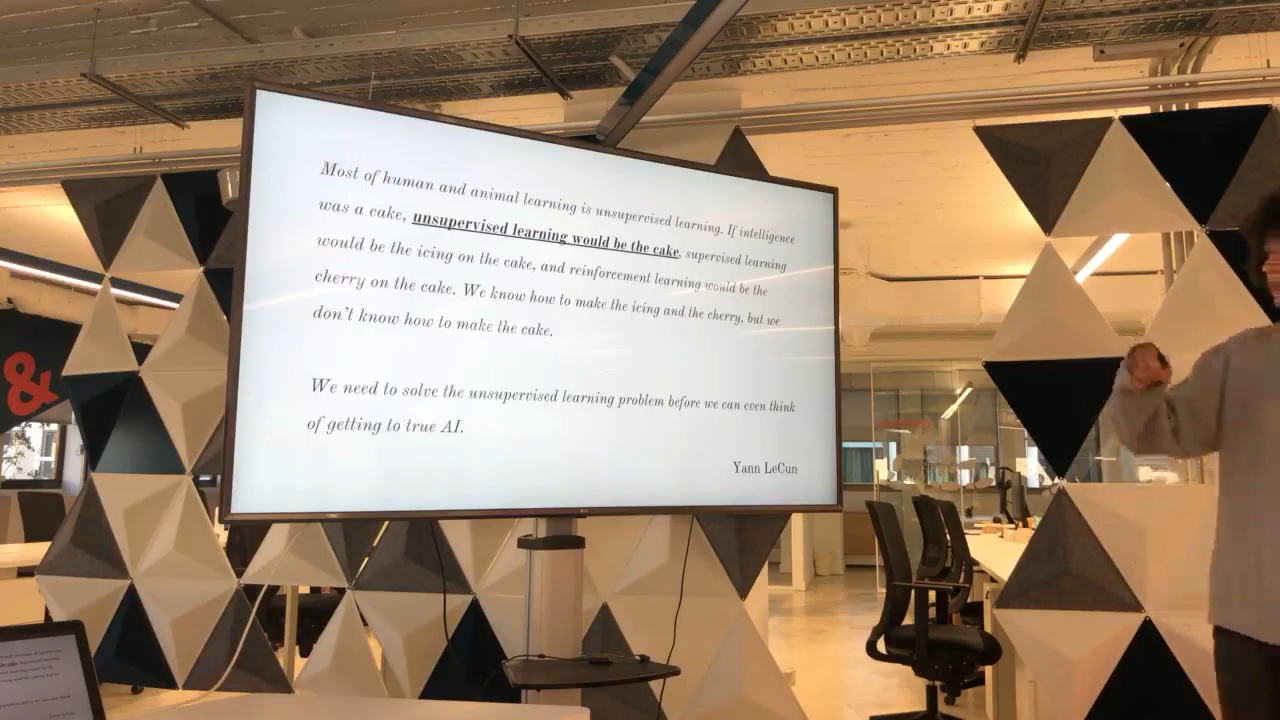 Most of human and animal learning is unsupervised learning. If intelligence
was a cake, unsupervised learning would be the cake, supervised learning
would be the icing on the cake, and reinforcement learning would be the
cherry on the cake. We know how to make the icing and the cherry, but we
don't know how to make the cake.
We need to solve the unsupervised learning problem before we can even think
of getting to true AI.
Yann LeCun
&